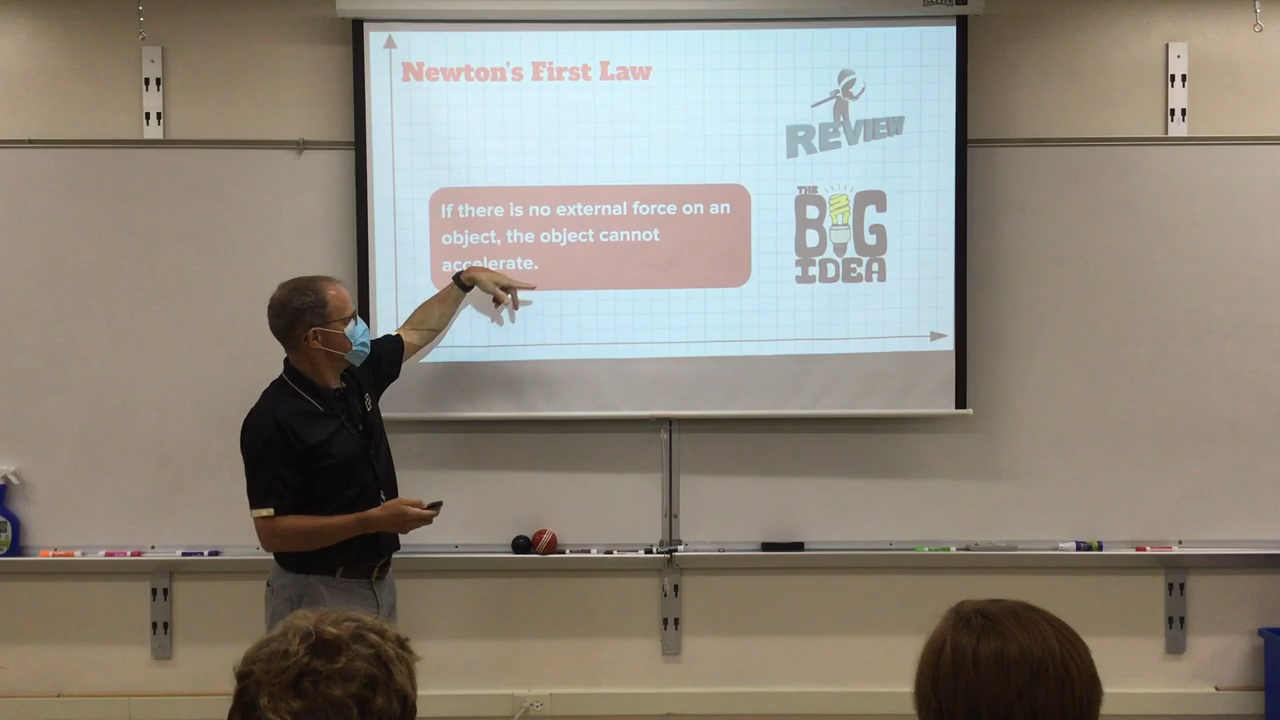 Newton's First Law
REVIEW
If there is no external force on an
object, the object cannot
accelerate.
THE
BIG
IDEA